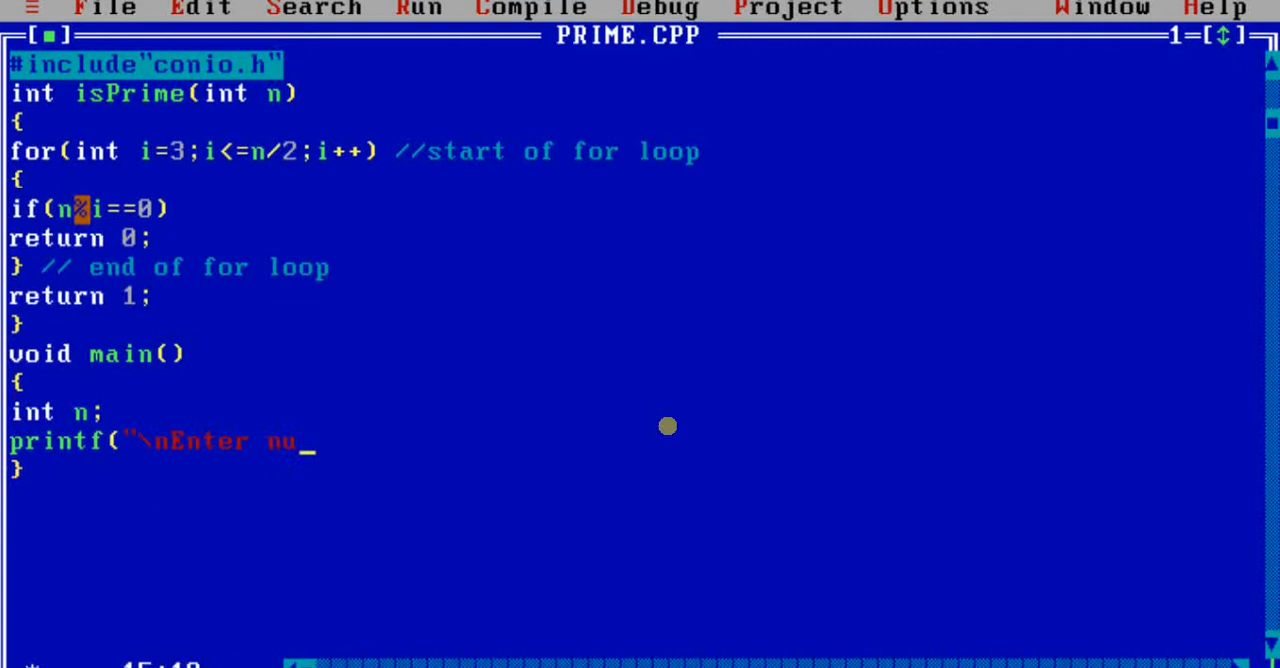 ≡ File Edit Search Run Compile Debug Project Options Window Help
[■] PRIME.CPP 1=[↕]
#include"conio.h"
int isPrime(int n)
{
for(int i=3;i<=n/2;i++) //start of for loop
{
if(n%i==0)
return 0;
} // end of for loop
return 1;
}
void main()
{
int n;
printf("\nEnter nu_
}